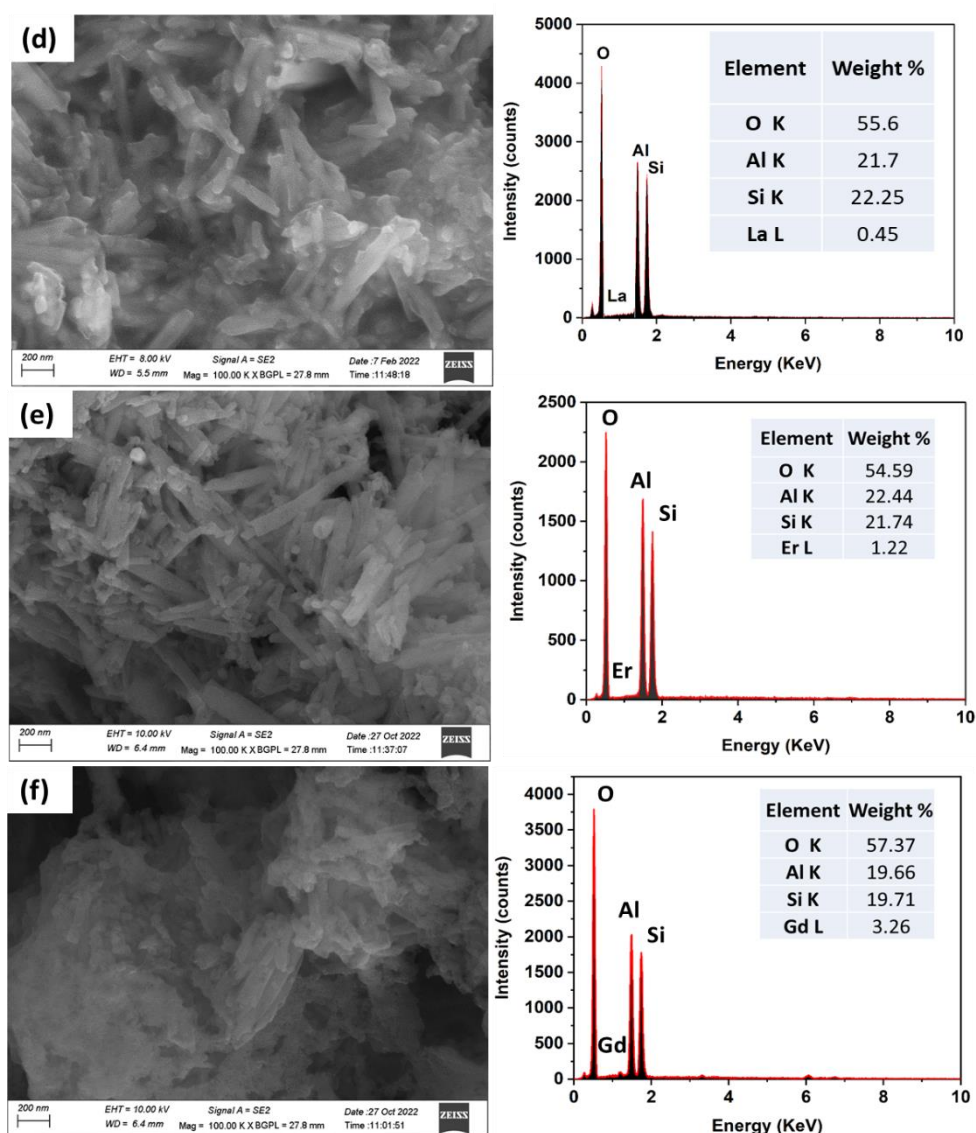 (d)
200 nm
EHT = 8.00 kV
Signal A = SE2
Date :7 Feb 2022
WD = 5.5 mm
Mag = 100.00 K X BGPL = 27.8 mm
Time :11:48:18
ZEISS
Intensity (counts)
5000
4000
3000
2000
1000
0
O
Al
Si
La
Element Weight %
O K 55.6
Al K 21.7
Si K 22.25
La L 0.45
0 2 4 6 8 10
Energy (KeV)
(e)
200 nm
EHT = 10.00 kV
Signal A = SE2
Date :27 Oct 2022
WD = 6.4 mm
Mag = 100.00 K X BGPL = 27.8 mm
Time :11:37:07
ZEISS
Intensity (counts)
2500
2000
1500
1000
500
0
O
Al
Si
Er
Element Weight %
O K 54.59
Al K 22.44
Si K 21.74
Er L 1.22
0 2 4 6 8 10
Energy (KeV)
(f)
200 nm
EHT = 10.00 kV
Signal A = SE2
Date :27 Oct 2022
WD = 6.4 mm
Mag = 100.00 K X BGPL = 27.8 mm
Time :11:01:51
ZEISS
Intensity (counts)
4000
3500
3000
2500
2000
1500
1000
500
0
O
Al
Si
Gd
Element Weight %
O K 57.37
Al K 19.66
Si K 19.71
Gd L 3.26
0 2 4 6 8 10
Energy (KeV)